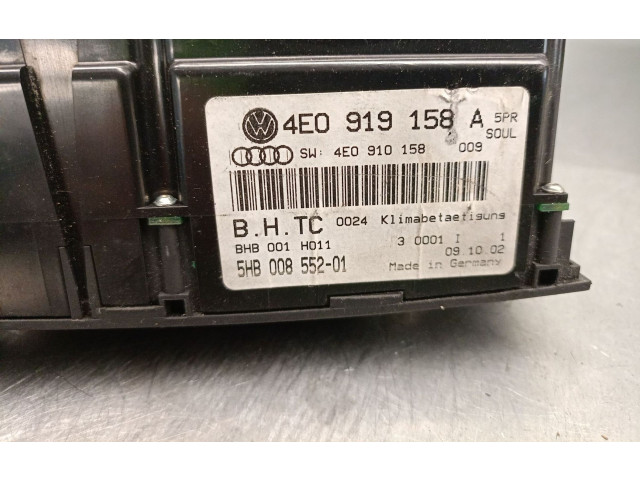 4E0 919 158 A 5PR
SOUL
SW: 4E0 910 158 009
B.H.TC 0024 Klimabetaetigung
BHB 001 H011 3 0001 I 1
09.10.02
5HB 008 552-01 Made in Germany